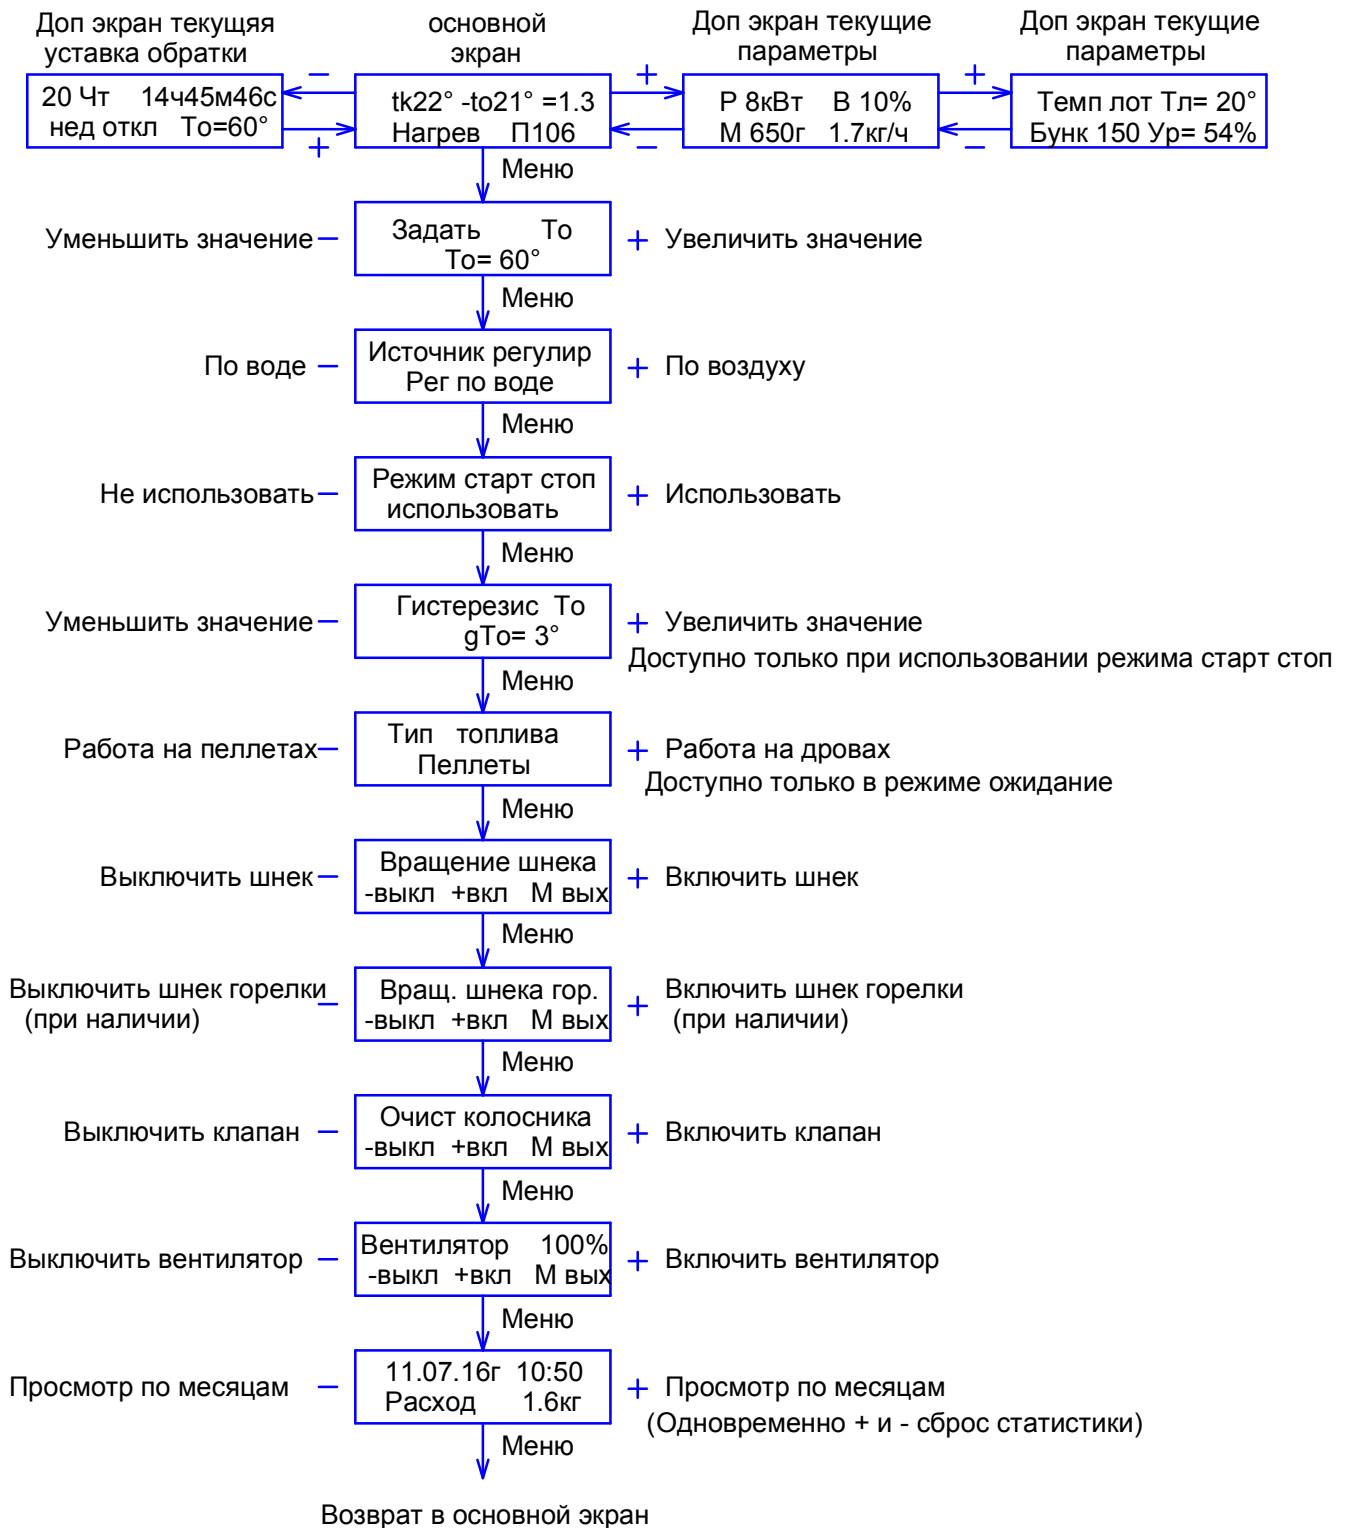 Доп экран текущяя
уставка обратки
основной
экран
Доп экран текущие
параметры
Доп экран текущие
параметры
20 Чт 14ч45м46с
нед откл То=60°
−
+
tk22° -to21° =1.3
Нагрев П106
+
−
Р 8кВт В 10%
М 650г 1.7кг/ч
+
−
Темп лот Тл= 20°
Бунк 150 Ур= 54%
Меню
Уменьшить значение −
Задать То
То= 60°
+ Увеличить значение
Меню
По воде −
Источник регулир
Рег по воде
+ По воздуху
Меню
Не использовать −
Режим старт стоп
использовать
+ Использовать
Меню
Уменьшить значение −
Гистерезис То
gТо= 3°
+ Увеличить значение
Доступно только при использовании режима старт стоп
Меню
Работа на пеллетах −
Тип топлива
Пеллеты
+ Работа на дровах
Доступно только в режиме ожидание
Меню
Выключить шнек −
Вращение шнека
-выкл +вкл М вых
+ Включить шнек
Меню
Выключить шнек горелки −
(при наличии)
Вращ. шнека гор.
-выкл +вкл М вых
+ Включить шнек горелки
(при наличии)
Меню
Выключить клапан −
Очист колосника
-выкл +вкл М вых
+ Включить клапан
Меню
Выключить вентилятор −
Вентилятор 100%
-выкл +вкл М вых
+ Включить вентилятор
Меню
Просмотр по месяцам −
11.07.16г 10:50
Расход 1.6кг
+ Просмотр по месяцам
(Одновременно + и - сброс статистики)
Меню
Возврат в основной экран